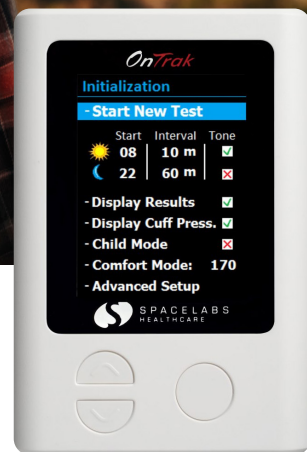 OnTrak
Initialization
- Start New Test
Start Interval Tone
08 10 m
22 60 m
- Display Results
- Display Cuff Press.
- Child Mode
- Comfort Mode: 170
- Advanced Setup
SPACELABS
HEALTHCARE